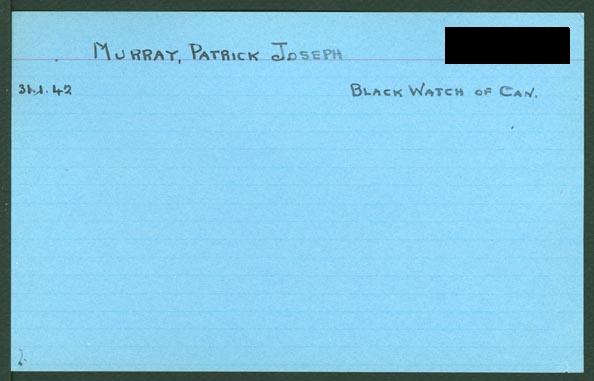 MURRAY, PATRICK JOSEPH
31.1.42 BLACK WATCH OF CAN.